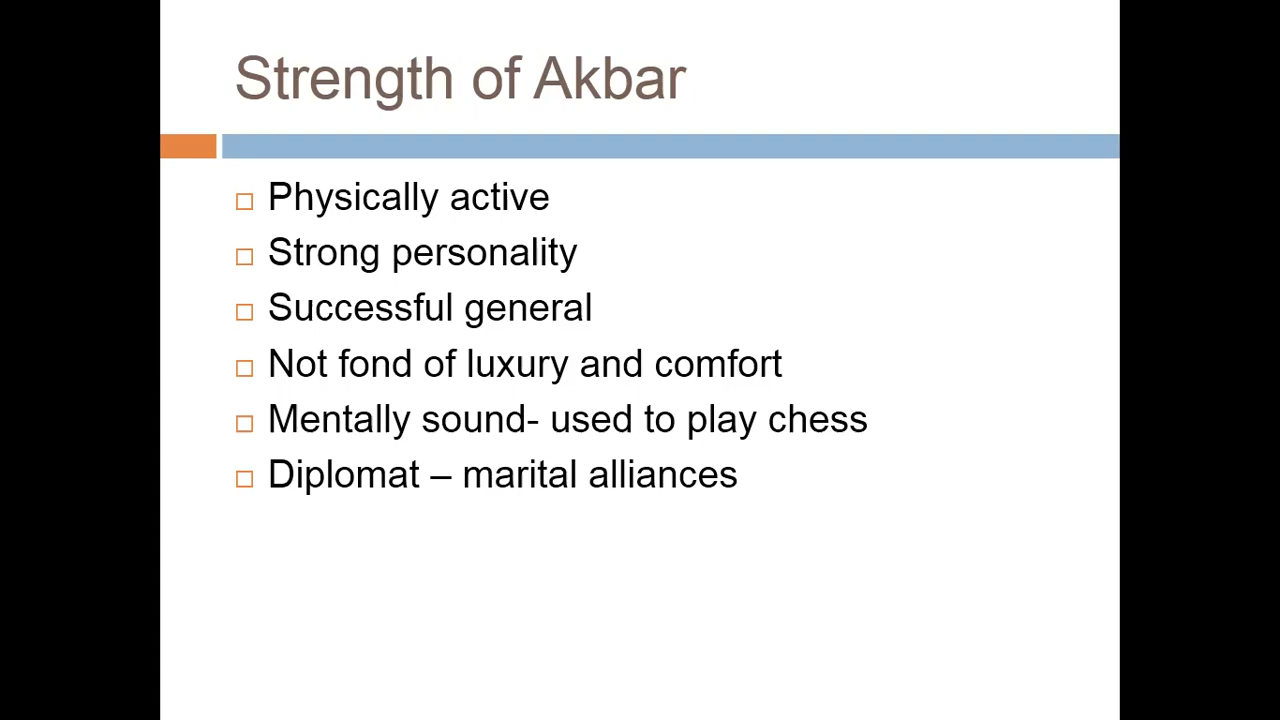 Strength of Akbar
Physically active
Strong personality
Successful general
Not fond of luxury and comfort
Mentally sound- used to play chess
Diplomat – marital alliances